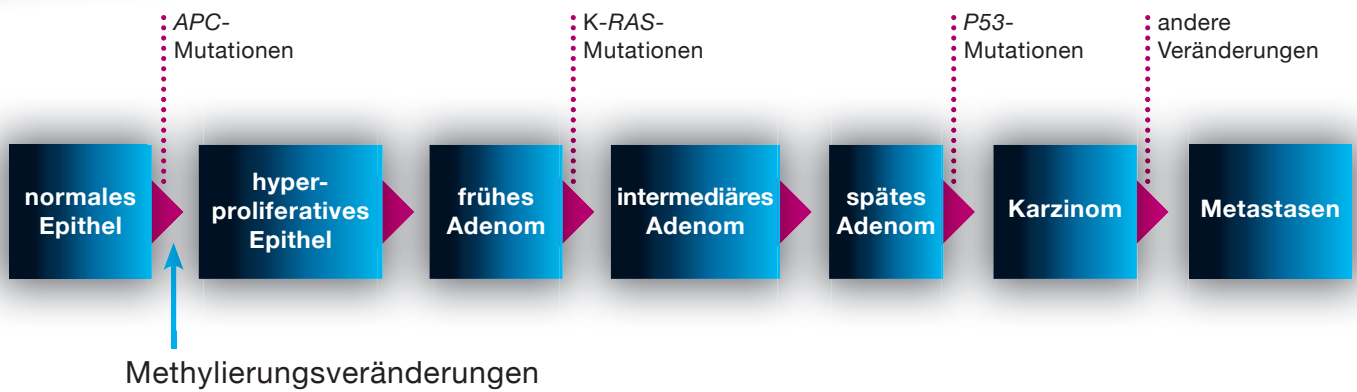 APC-
Mutationen
K-RAS-
Mutationen
P53-
Mutationen
andere
Veränderungen
normales
Epithel
hyper-
proliferatives
Epithel
frühes
Adenom
intermediäres
Adenom
spätes
Adenom
Karzinom
Metastasen
Methylierungsveränderungen